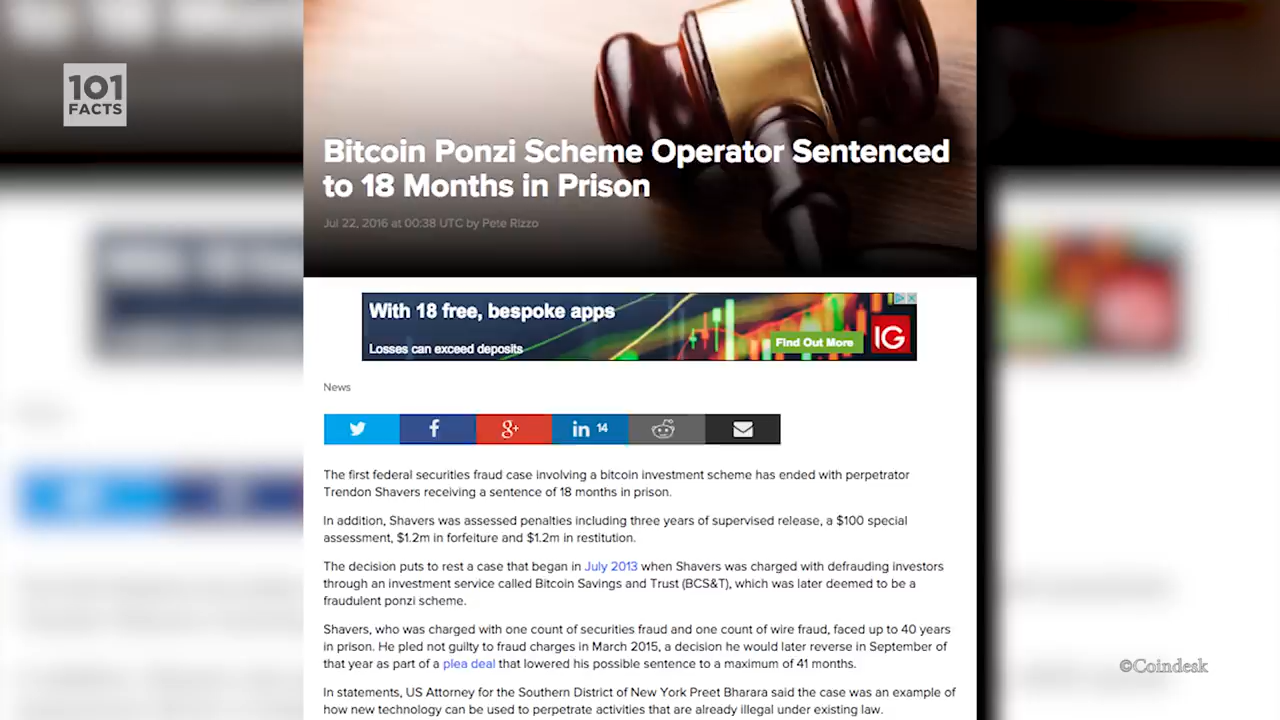 101
FACTS
Bitcoin Ponzi Scheme Operator Sentenced
to 18 Months in Prison
Jul 22, 2016 at 00:38 UTC by Pete Rizzo
With 18 free, bespoke apps
Losses can exceed deposits
Find Out More
IG
News
f
g+
in 14
The first federal securities fraud case involving a bitcoin investment scheme has ended with perpetrator
Trendon Shavers receiving a sentence of 18 months in prison.
In addition, Shavers was assessed penalties including three years of supervised release, a $100 special
assessment, $1.2m in forfeiture and $1.2m in restitution.
The decision puts to rest a case that began in July 2013 when Shavers was charged with defrauding investors
through an investment service called Bitcoin Savings and Trust (BCS&T), which was later deemed to be a
fraudulent ponzi scheme.
Shavers, who was charged with one count of securities fraud and one count of wire fraud, faced up to 40 years
in prison. He pled not guilty to fraud charges in March 2015, a decision he would later reverse in September of
that year as part of a plea deal that lowered his possible sentence to a maximum of 41 months.
In statements, US Attorney for the Southern District of New York Preet Bharara said the case was an example of
how new technology can be used to perpetrate activities that are already illegal under existing law.
©Coindesk